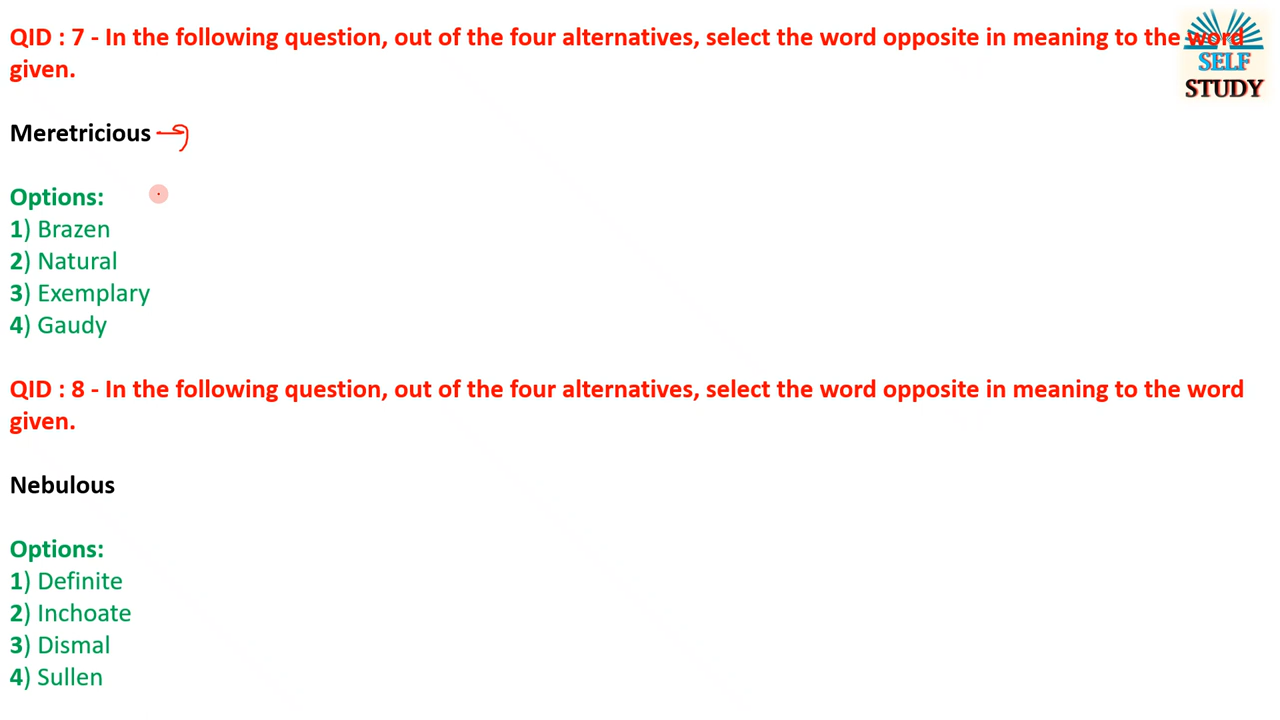 QID : 7 - In the following question, out of the four alternatives, select the word opposite in meaning to the word
given.
SELF
STUDY
Meretricious
Options:
1) Brazen
2) Natural
3) Exemplary
4) Gaudy
QID : 8 - In the following question, out of the four alternatives, select the word opposite in meaning to the word
given.
Nebulous
Options:
1) Definite
2) Inchoate
3) Dismal
4) Sullen